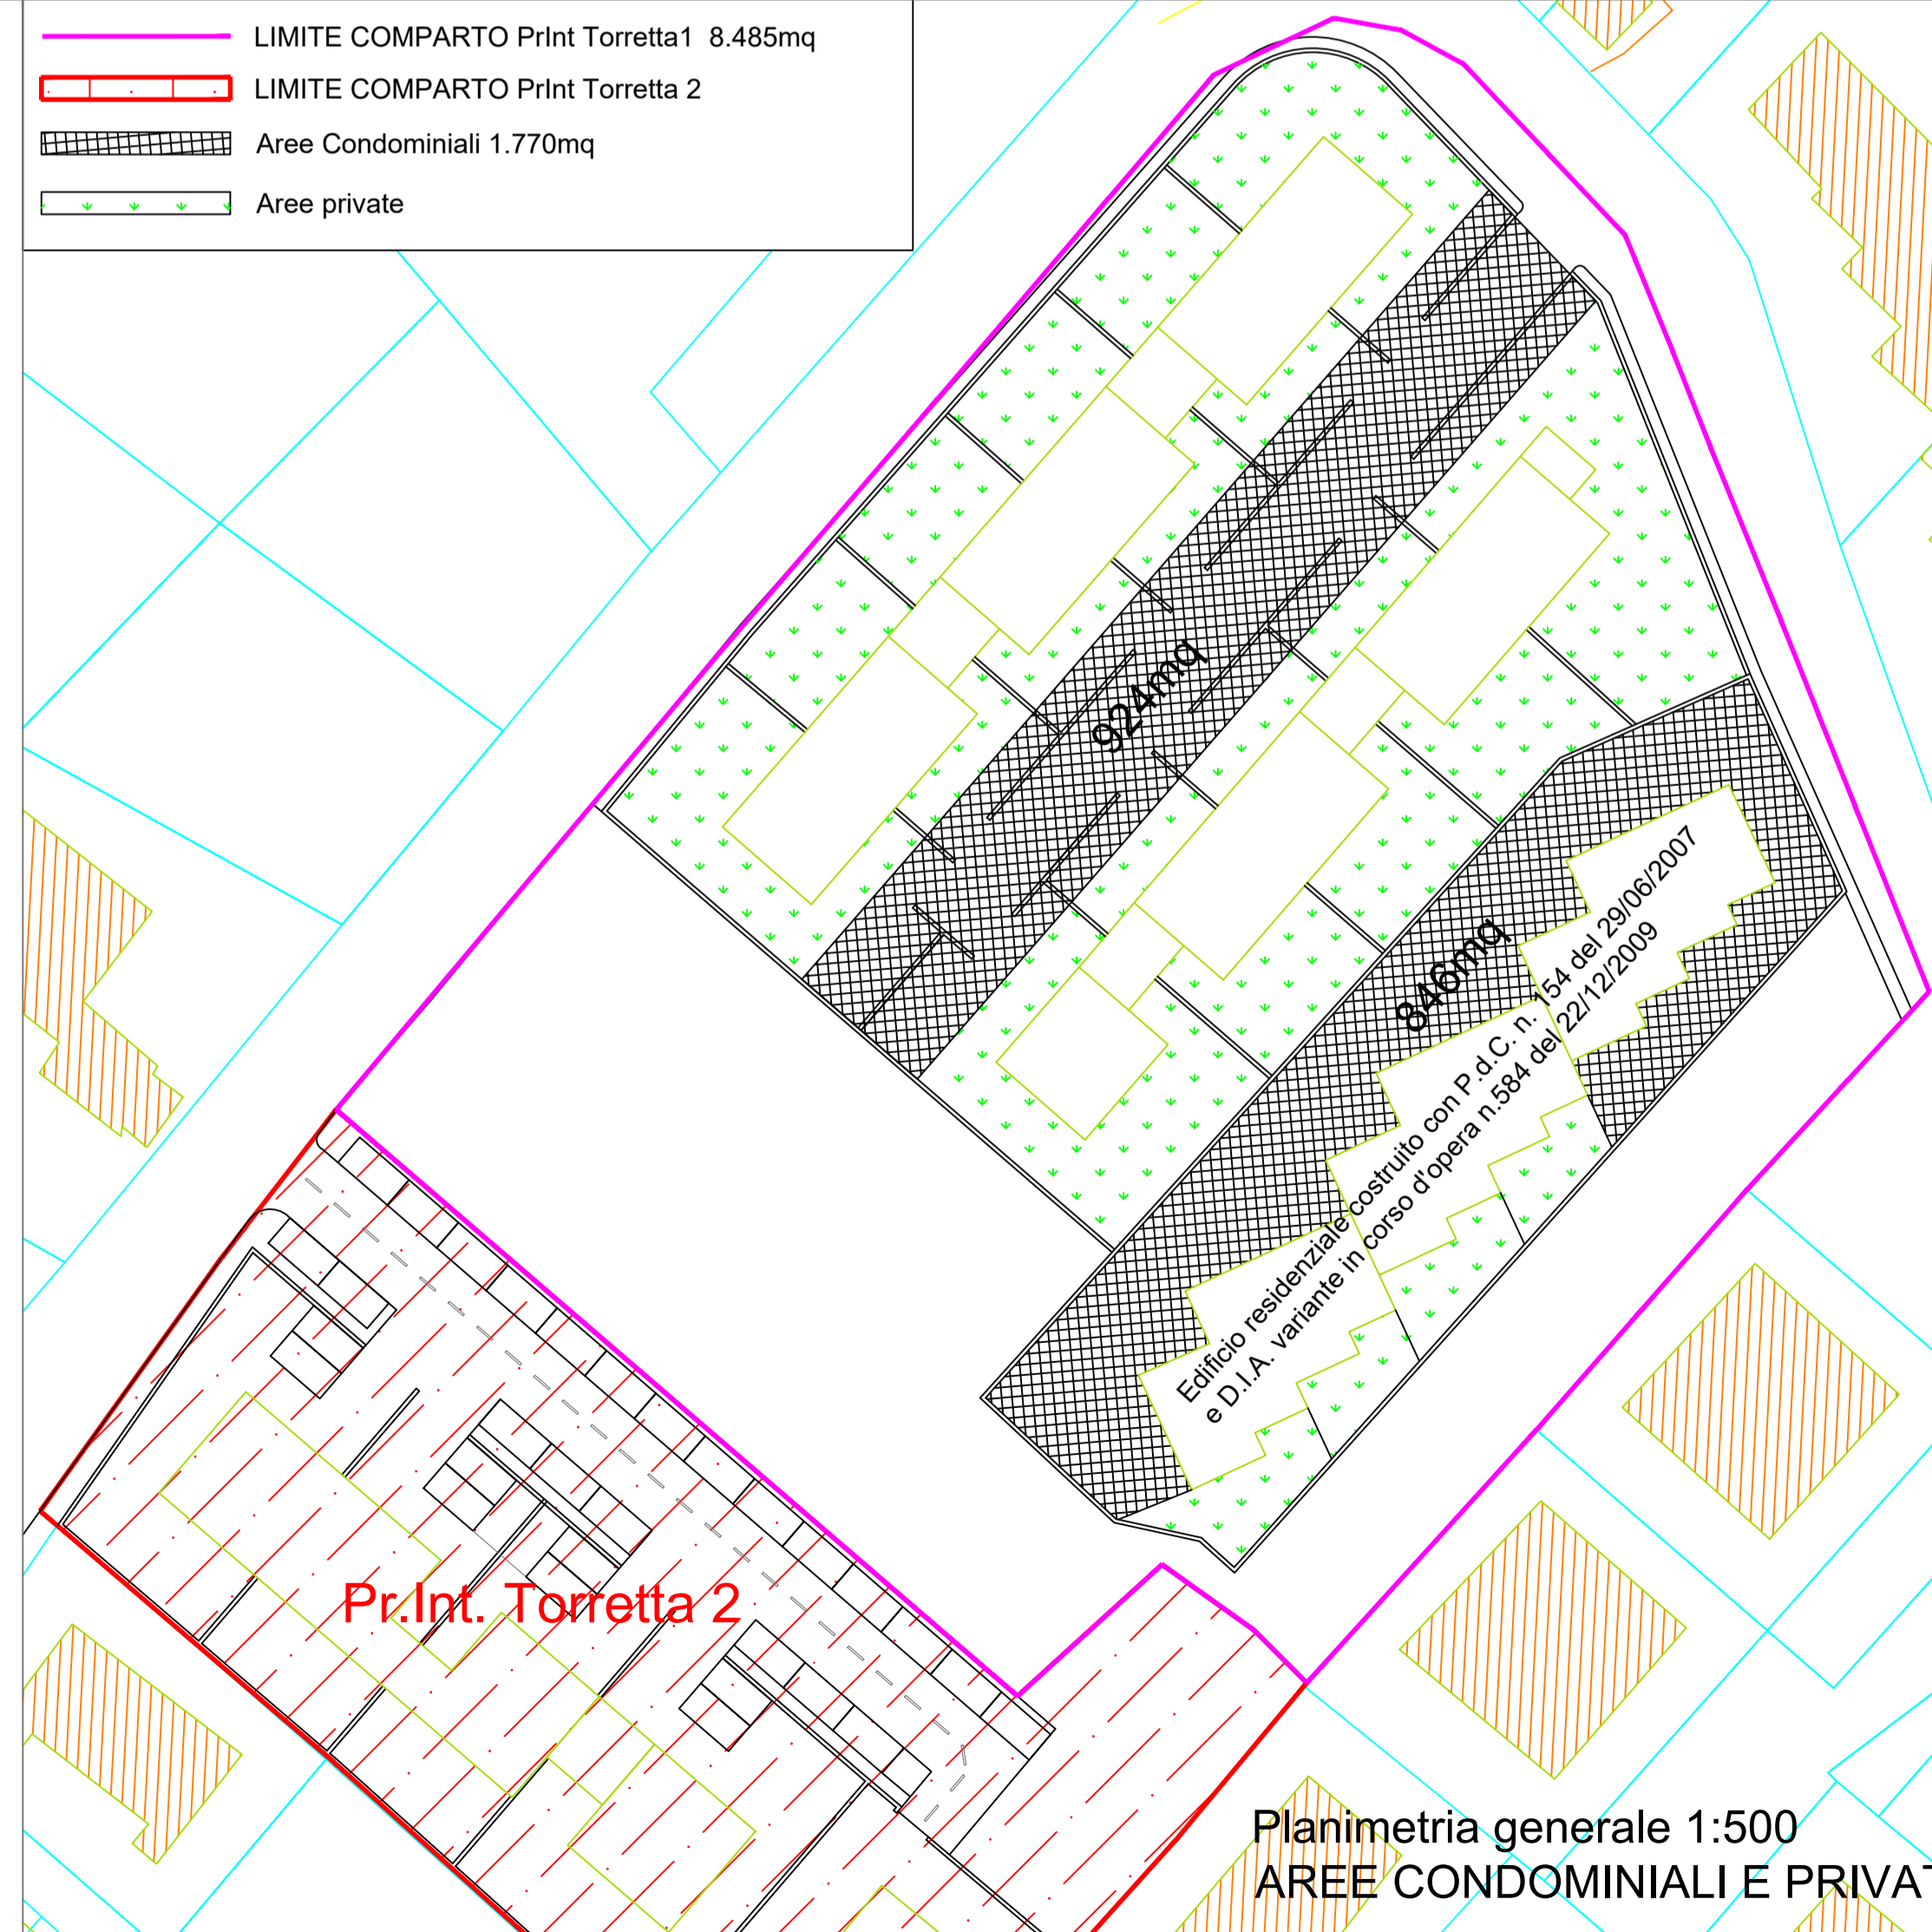 LIMITE COMPARTO PrInt Torretta1 8.485mq
LIMITE COMPARTO PrInt Torretta 2
Aree Condominiali 1.770mq
Aree private
924mq
846mq
Edificio residenziale costruito con P.d.C. n. 154 del 29/06/2007
e D.I.A. variante in corso d'opera n.584 del 22/12/2009
Pr.Int. Torretta 2
Planimetria generale 1:500
AREE CONDOMINIALI E PRIVAT